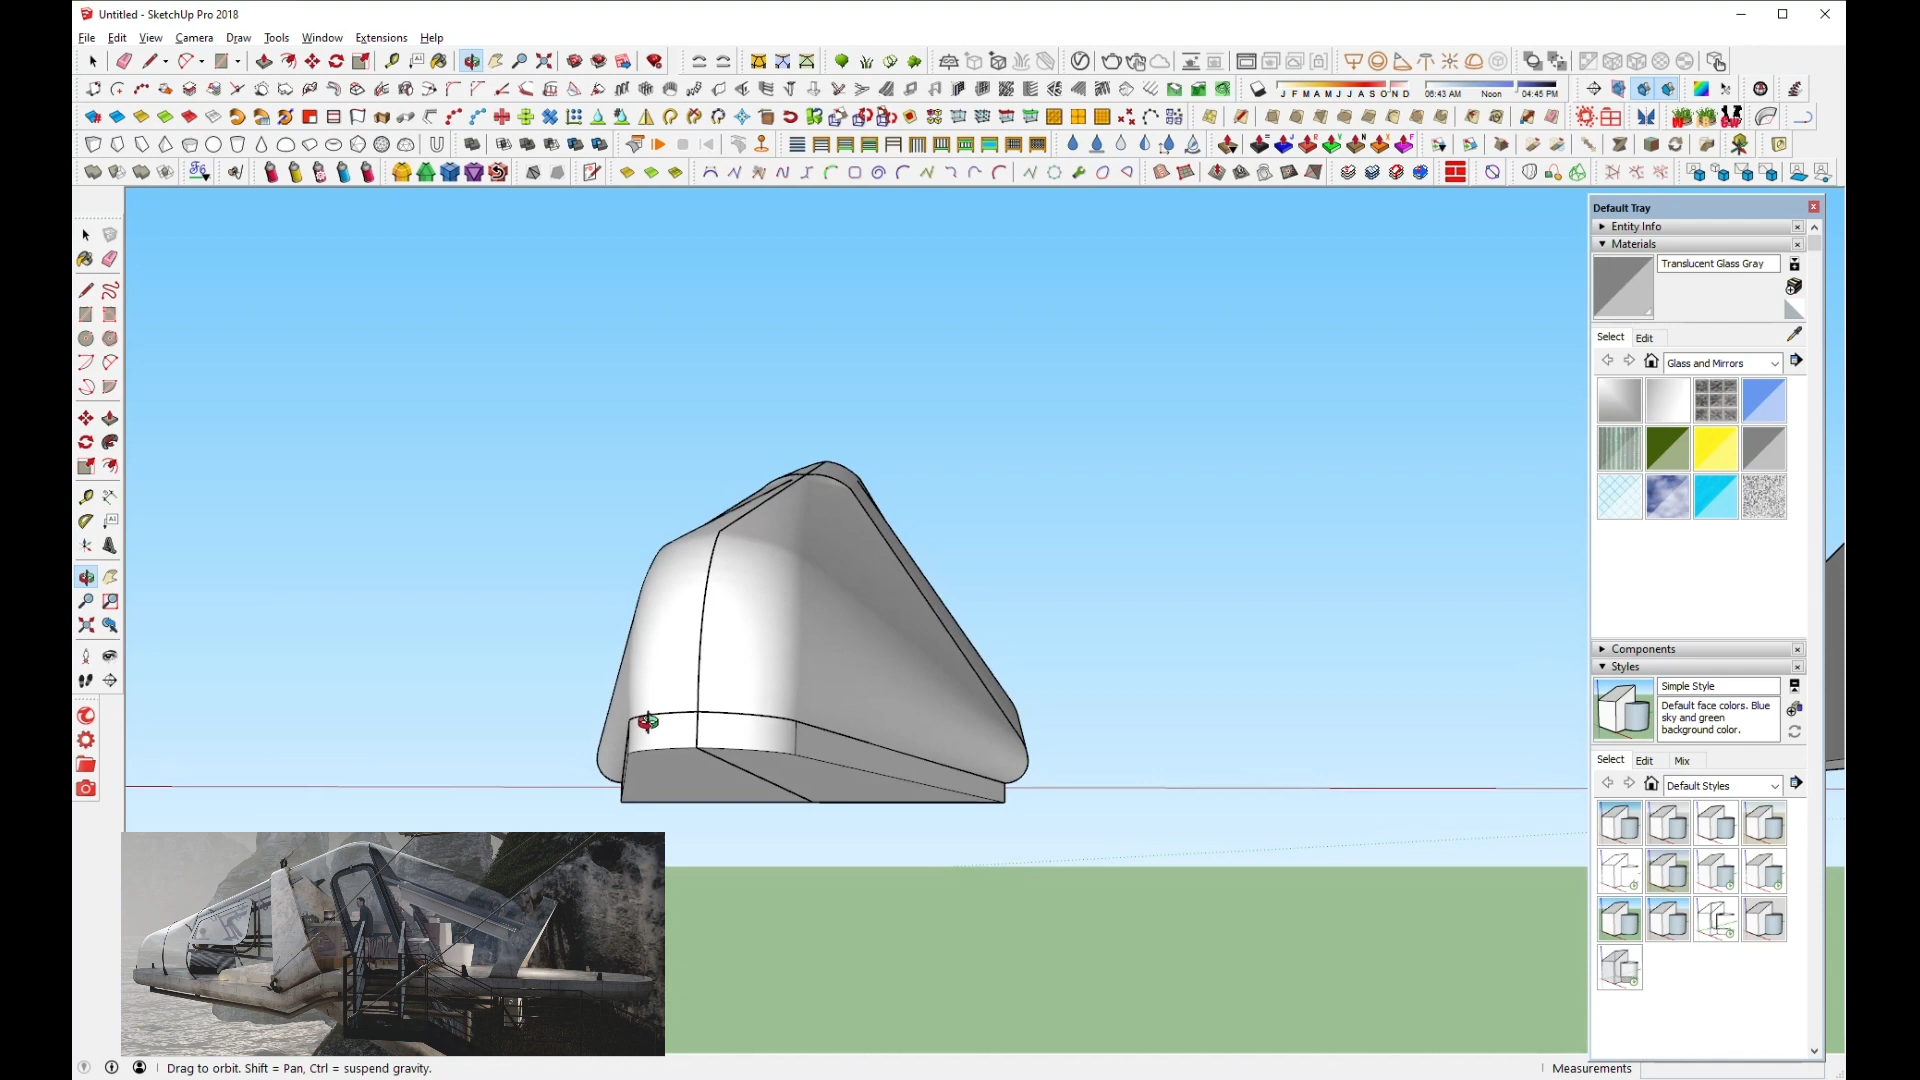 Untitled - SketchUp Pro 2018
File Edit View Camera Draw Tools Window Extensions Help
J F M A M J J A S O N D 06:43 AM Noon 04:45 PM
Default Tray
Entity Info
Materials
Translucent Glass Gray
Select Edit
Glass and Mirrors
Components
Styles
Simple Style
Default face colors. Blue
sky and green
background color.
Select Edit Mix
Default Styles
Drag to orbit. Shift = Pan, Ctrl = suspend gravity.
Measurements